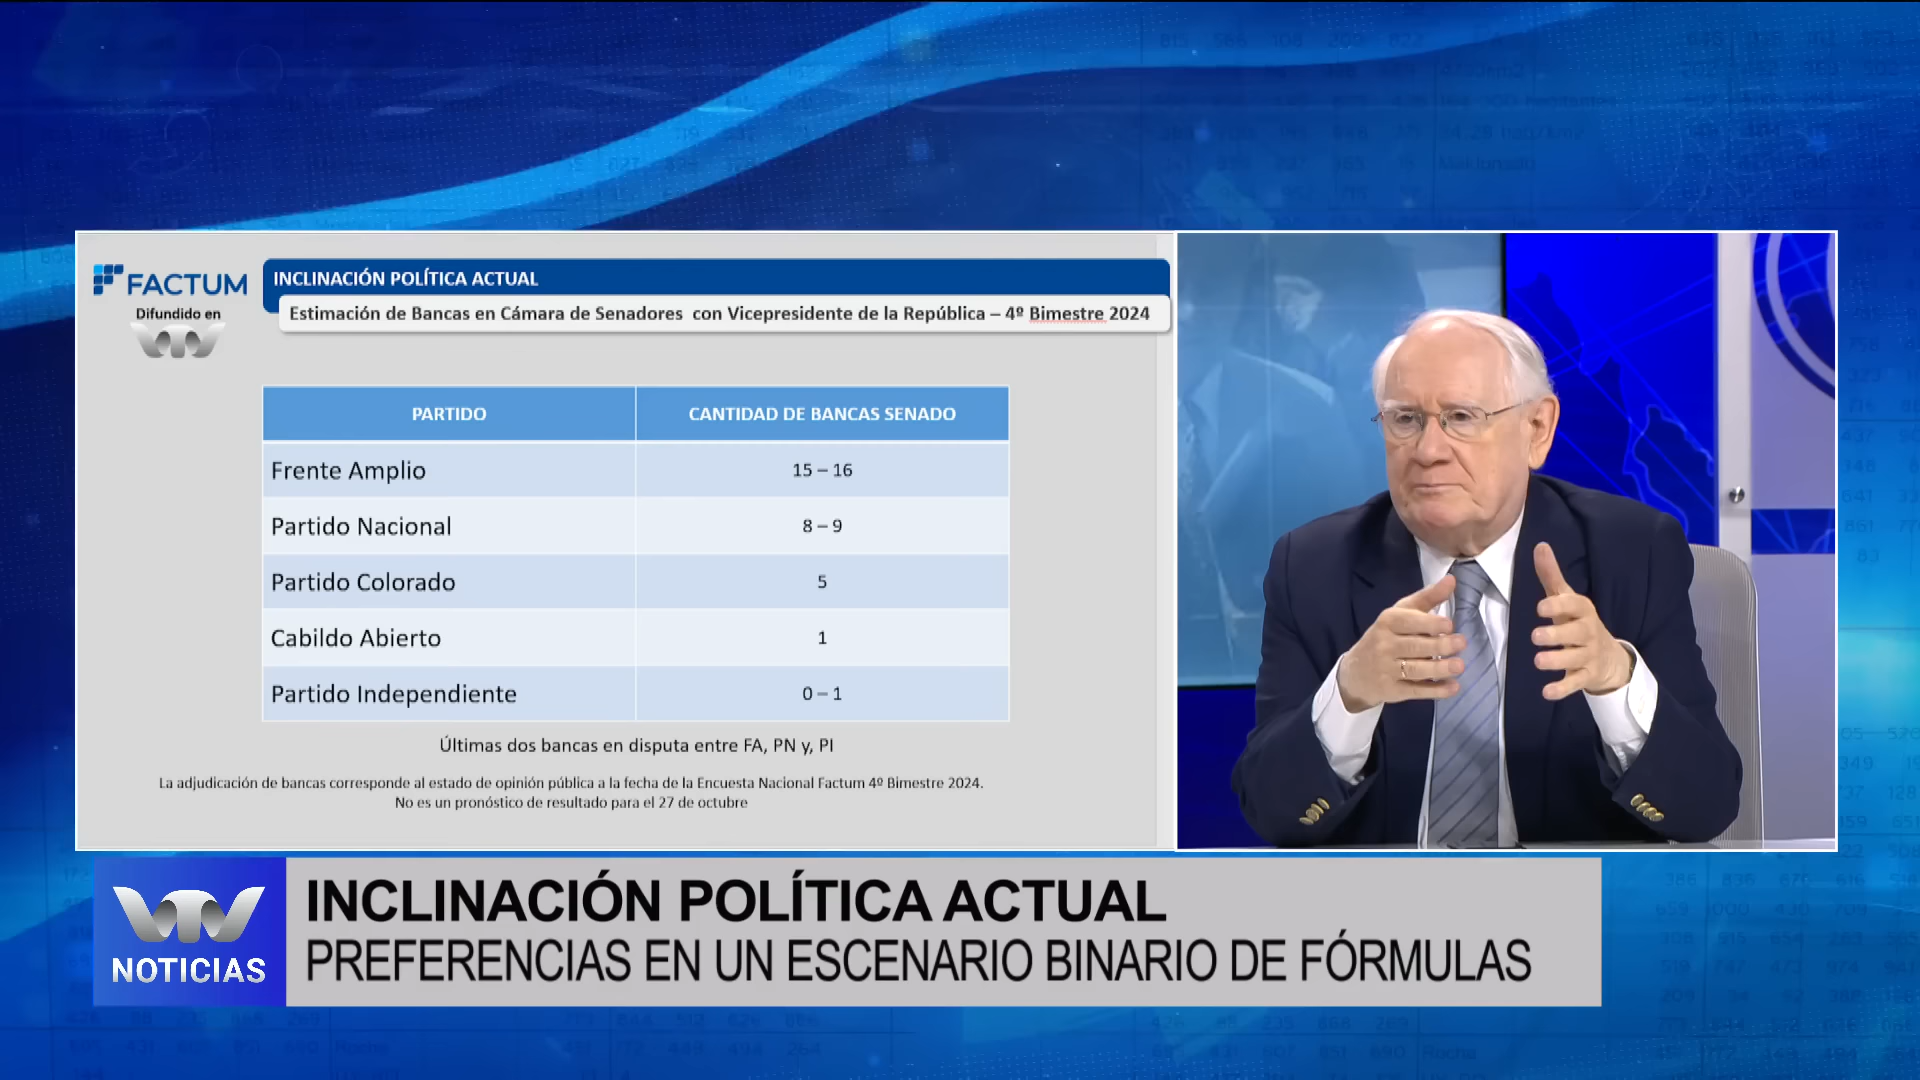 FACTUM
Difundido en
VTV
INCLINACIÓN POLÍTICA ACTUAL
Estimación de Bancas en Cámara de Senadores con Vicepresidente de la República – 4º Bimestre 2024
PARTIDO CANTIDAD DE BANCAS SENADO
Frente Amplio 15 – 16
Partido Nacional 8 – 9
Partido Colorado 5
Cabildo Abierto 1
Partido Independiente 0 – 1
Últimas dos bancas en disputa entre FA, PN y, PI
La adjudicación de bancas corresponde al estado de opinión pública a la fecha de la Encuesta Nacional Factum 4º Bimestre 2024.
No es un pronóstico de resultado para el 27 de octubre
VTV
NOTICIAS
INCLINACIÓN POLÍTICA ACTUAL
PREFERENCIAS EN UN ESCENARIO BINARIO DE FÓRMULAS